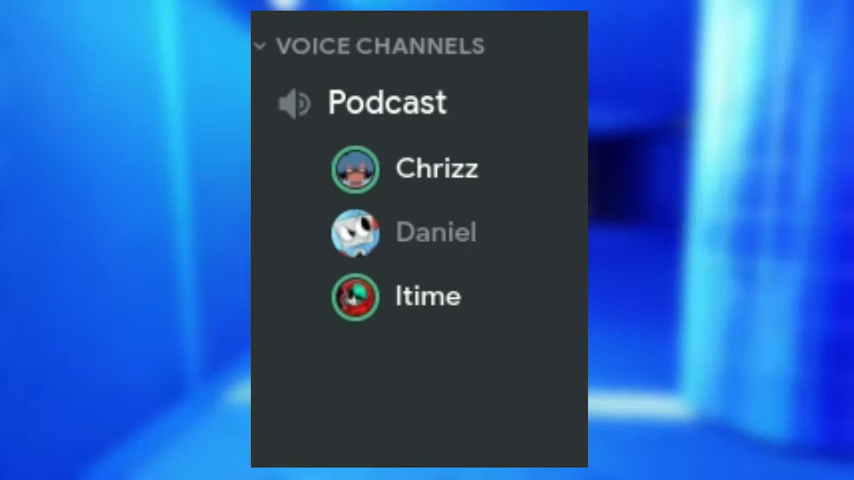 VOICE CHANNELS
Podcast
Chrizz
Daniel
Itime